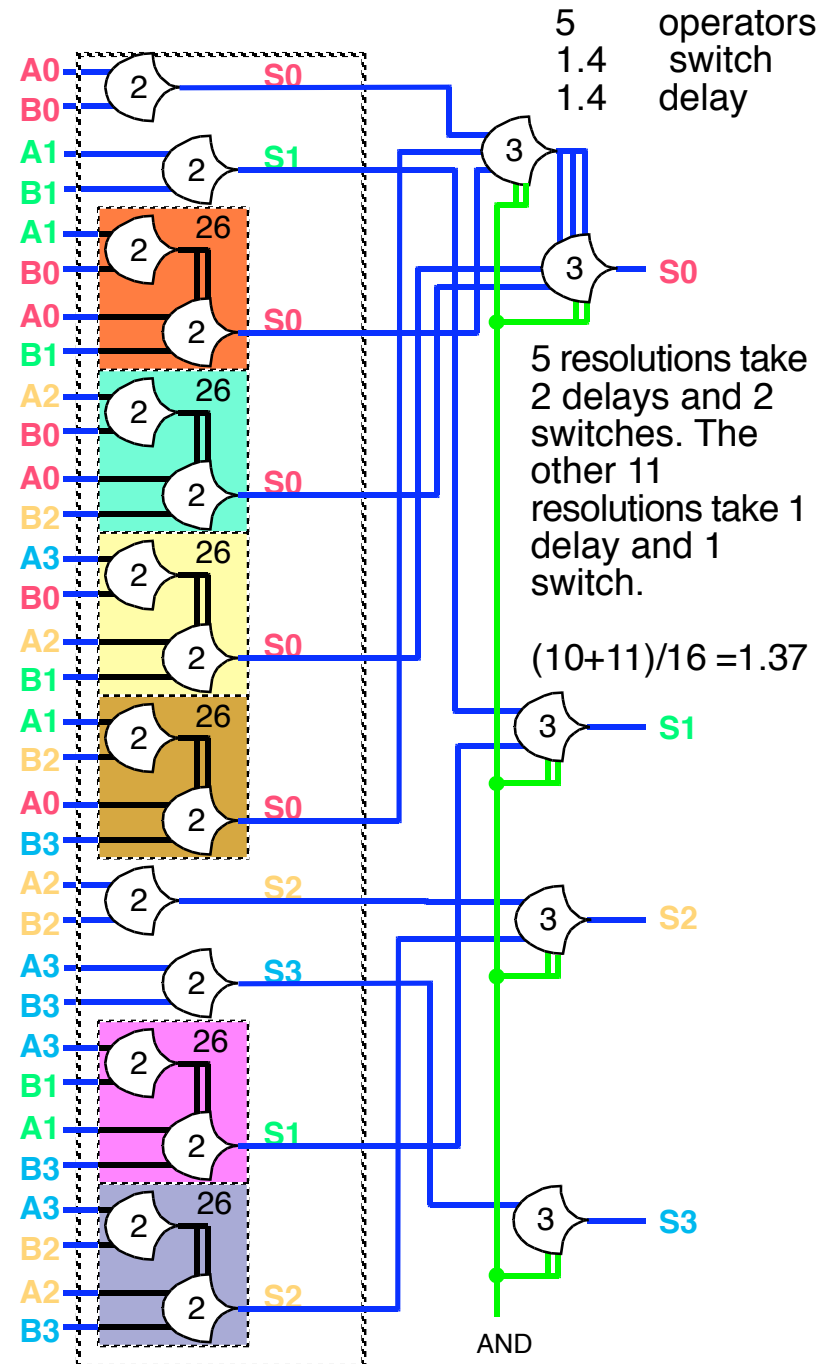 5 operators
1.4 switch
1.4 delay
A0
2
S0
B0
A1
2
S1
B1
3
A1
2
26
B0
3
S0
A0
2
S0
B1
A2
2
26
B0
A0
2
S0
B2
5 resolutions take
2 delays and 2
switches. The
other 11
resolutions take 1
delay and 1
switch.
(10+11)/16 =1.37
A3
2
26
B0
A2
2
S0
B1
A1
2
26
B2
3
S1
A0
2
S0
B3
A2
2
S2
B2
3
S2
A3
2
S3
B3
A3
2
26
B1
A1
2
S1
B3
A3
2
26
B2
3
S3
A2
2
S2
B3
AND